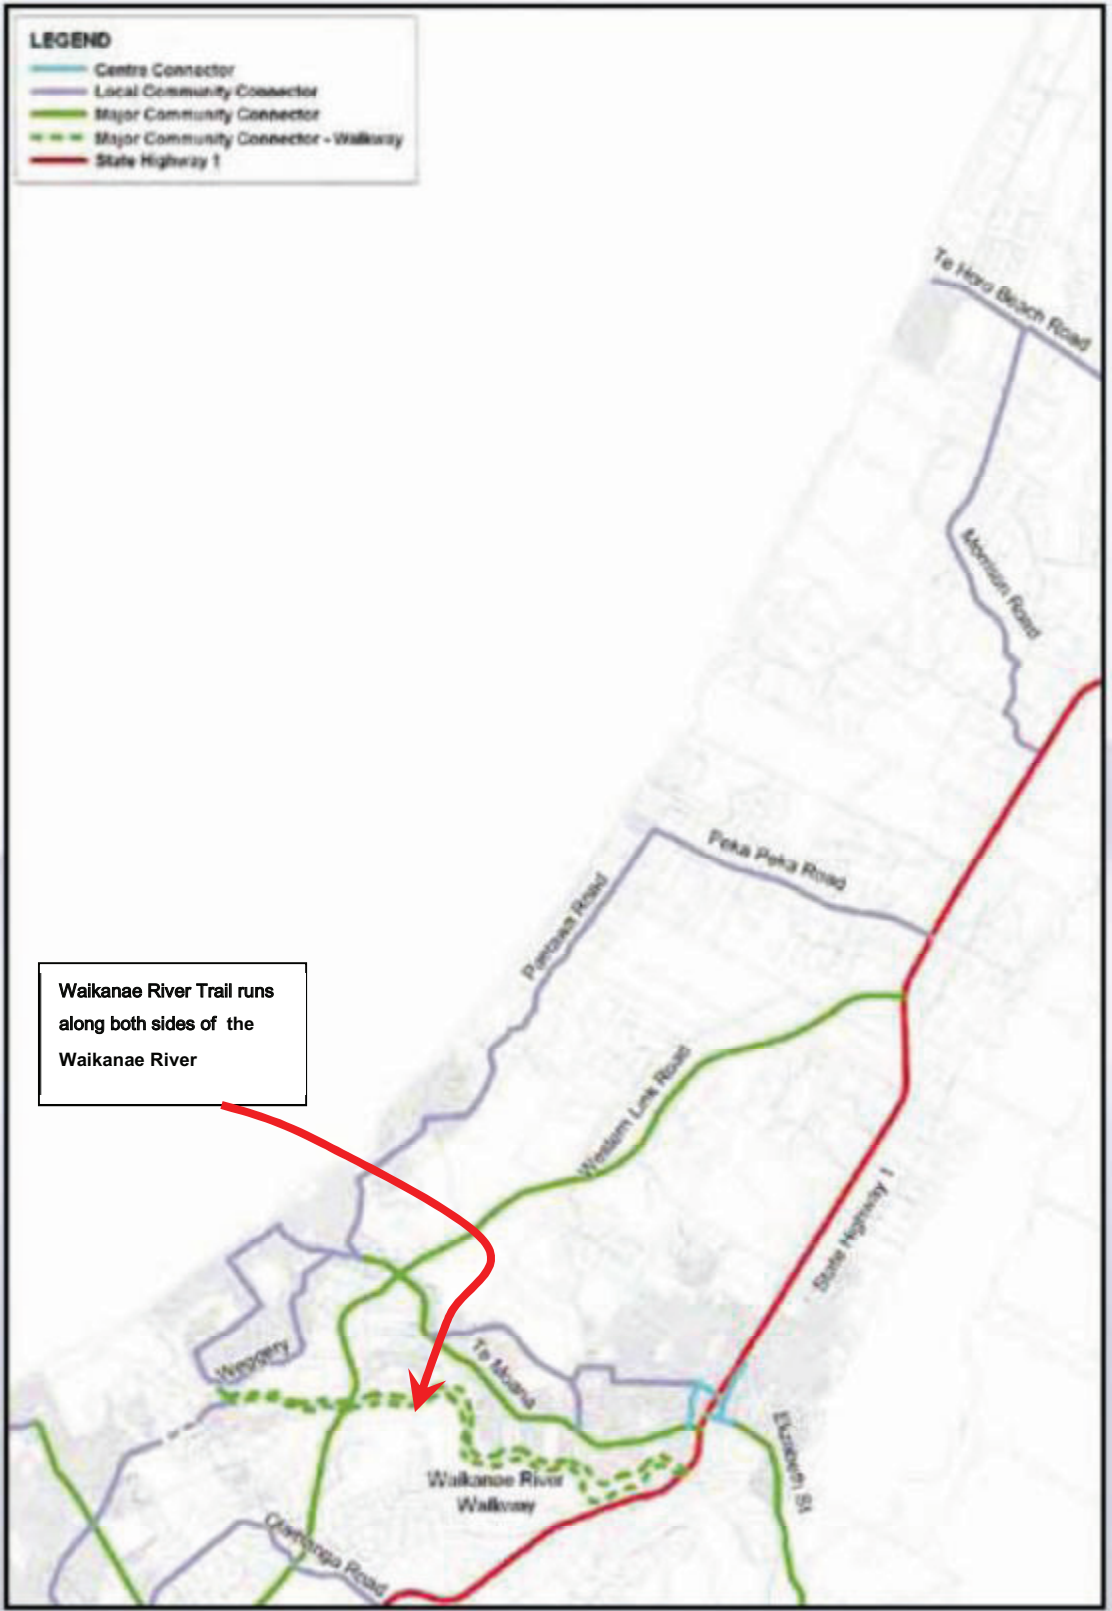 LEGEND
Centre Connector
Local Community Connector
Major Community Connector
Major Community Connector - Walkway
State Highway 1
Te Horo Beach Road
Morrison Road
Peka Peka Road
Paetawa Road
Waikanae River Trail runs
along both sides of the
Waikanae River
Western Link Road
State Highway 1
Weggery
Te Moana
Elizabeth St
Waikanae River
Walkway
Otaihanga Road